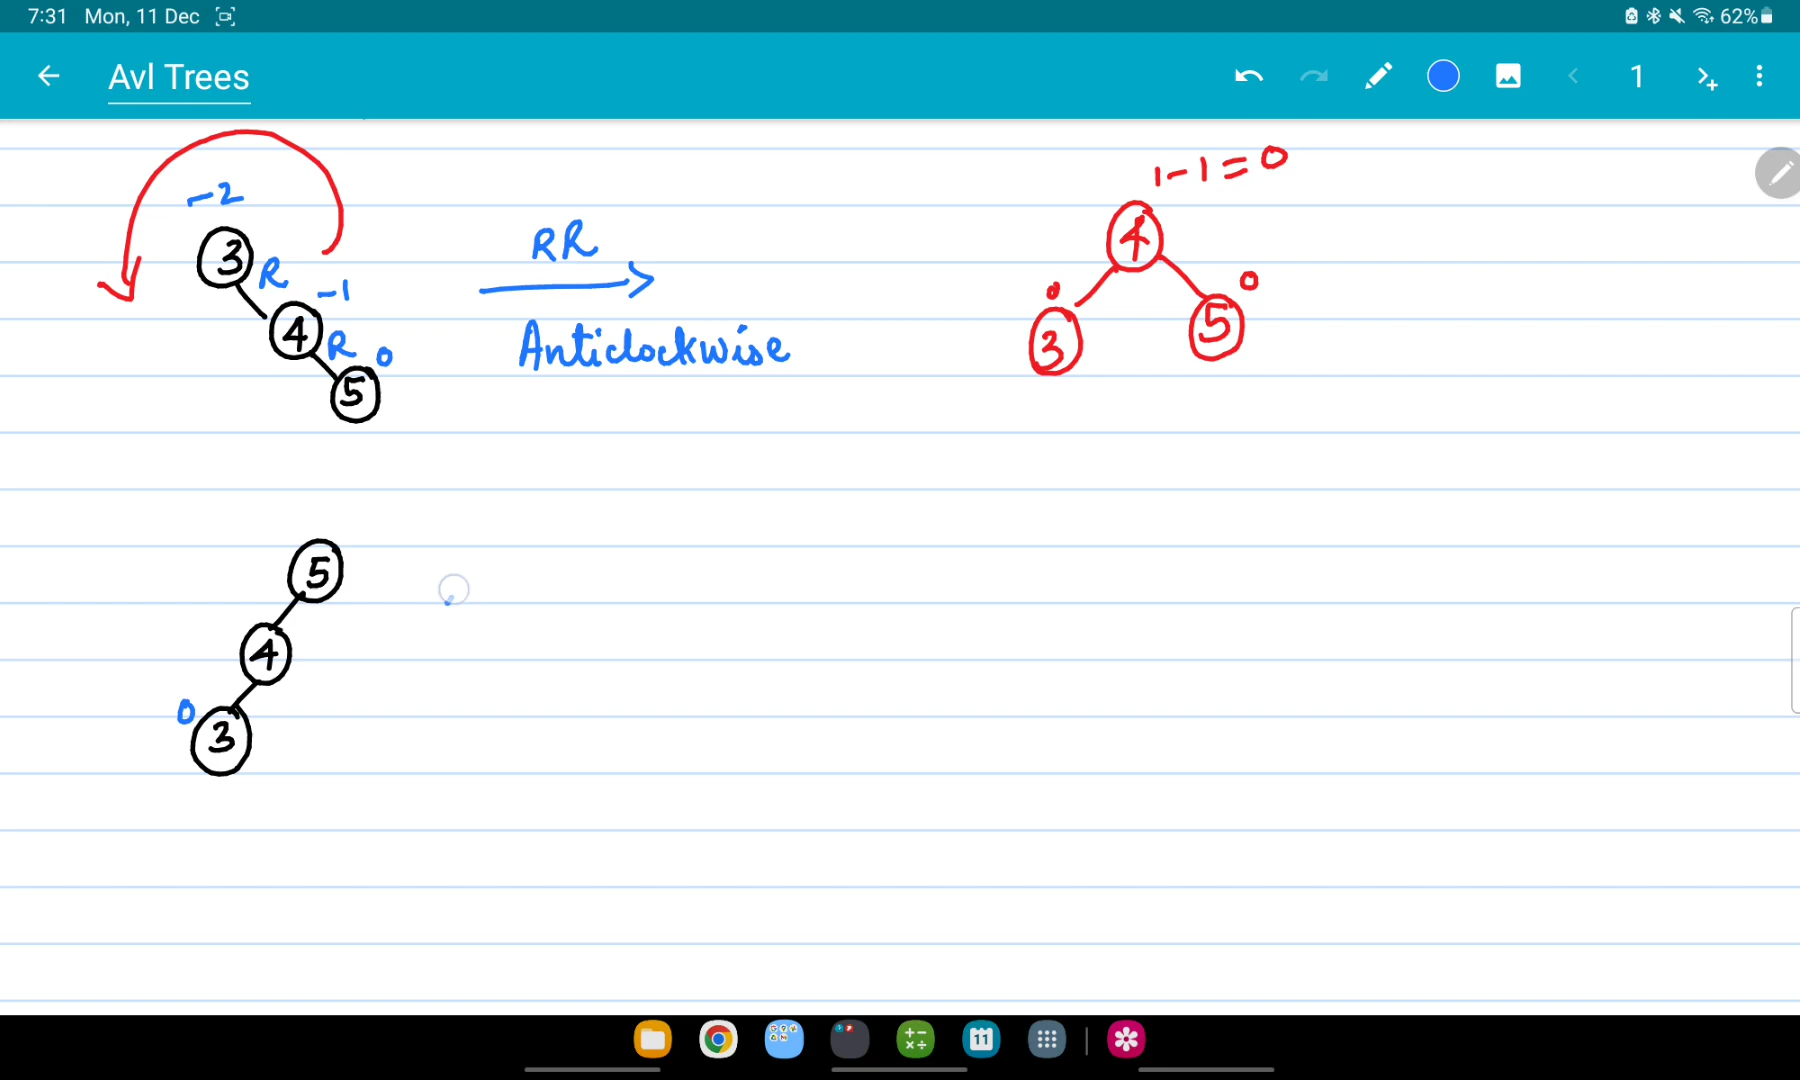 7:31 Mon, 11 Dec 62%
Avl Trees 1
1-1=0
-2
4
RR
3 R
0 0
-1
4 R 0
3 5
Anticlockwise
5
5
4
0
3
11